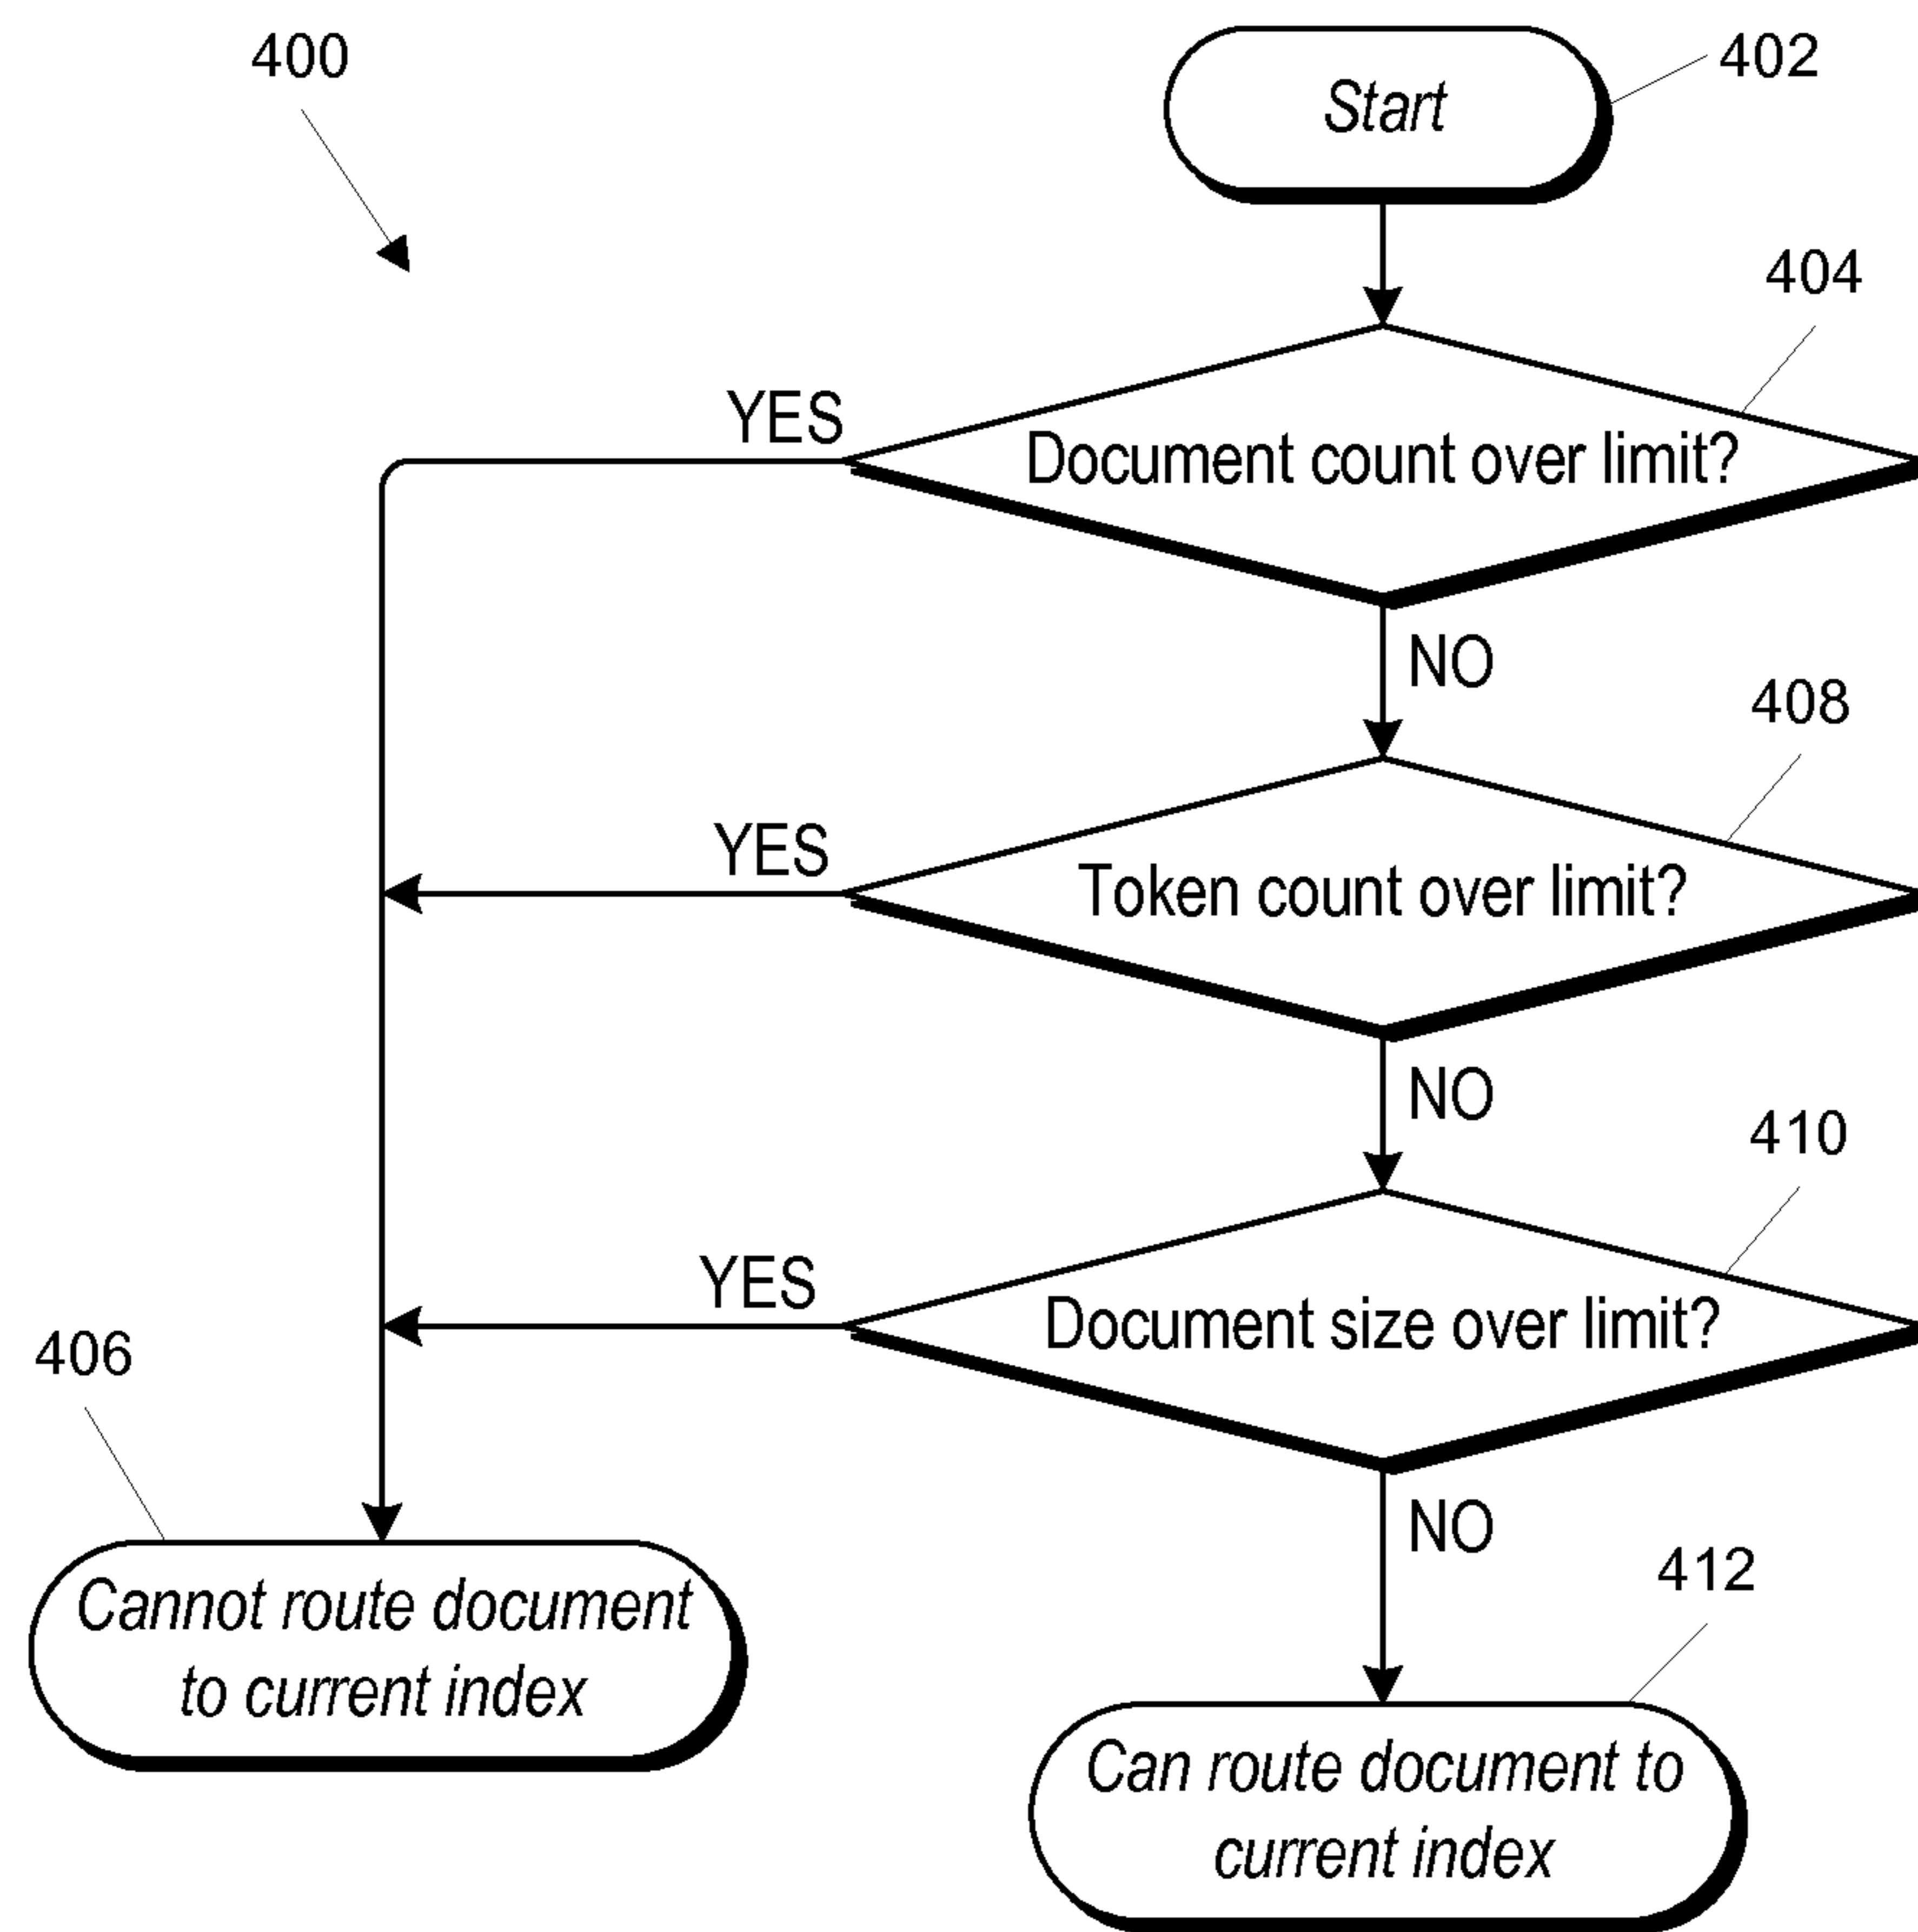 400
Start
402
404
YES
Document count over limit?
NO
408
YES
Token count over limit?
NO
410
YES
Document size over limit?
406
NO
412
Cannot route document
to current index
Can route document to
current index